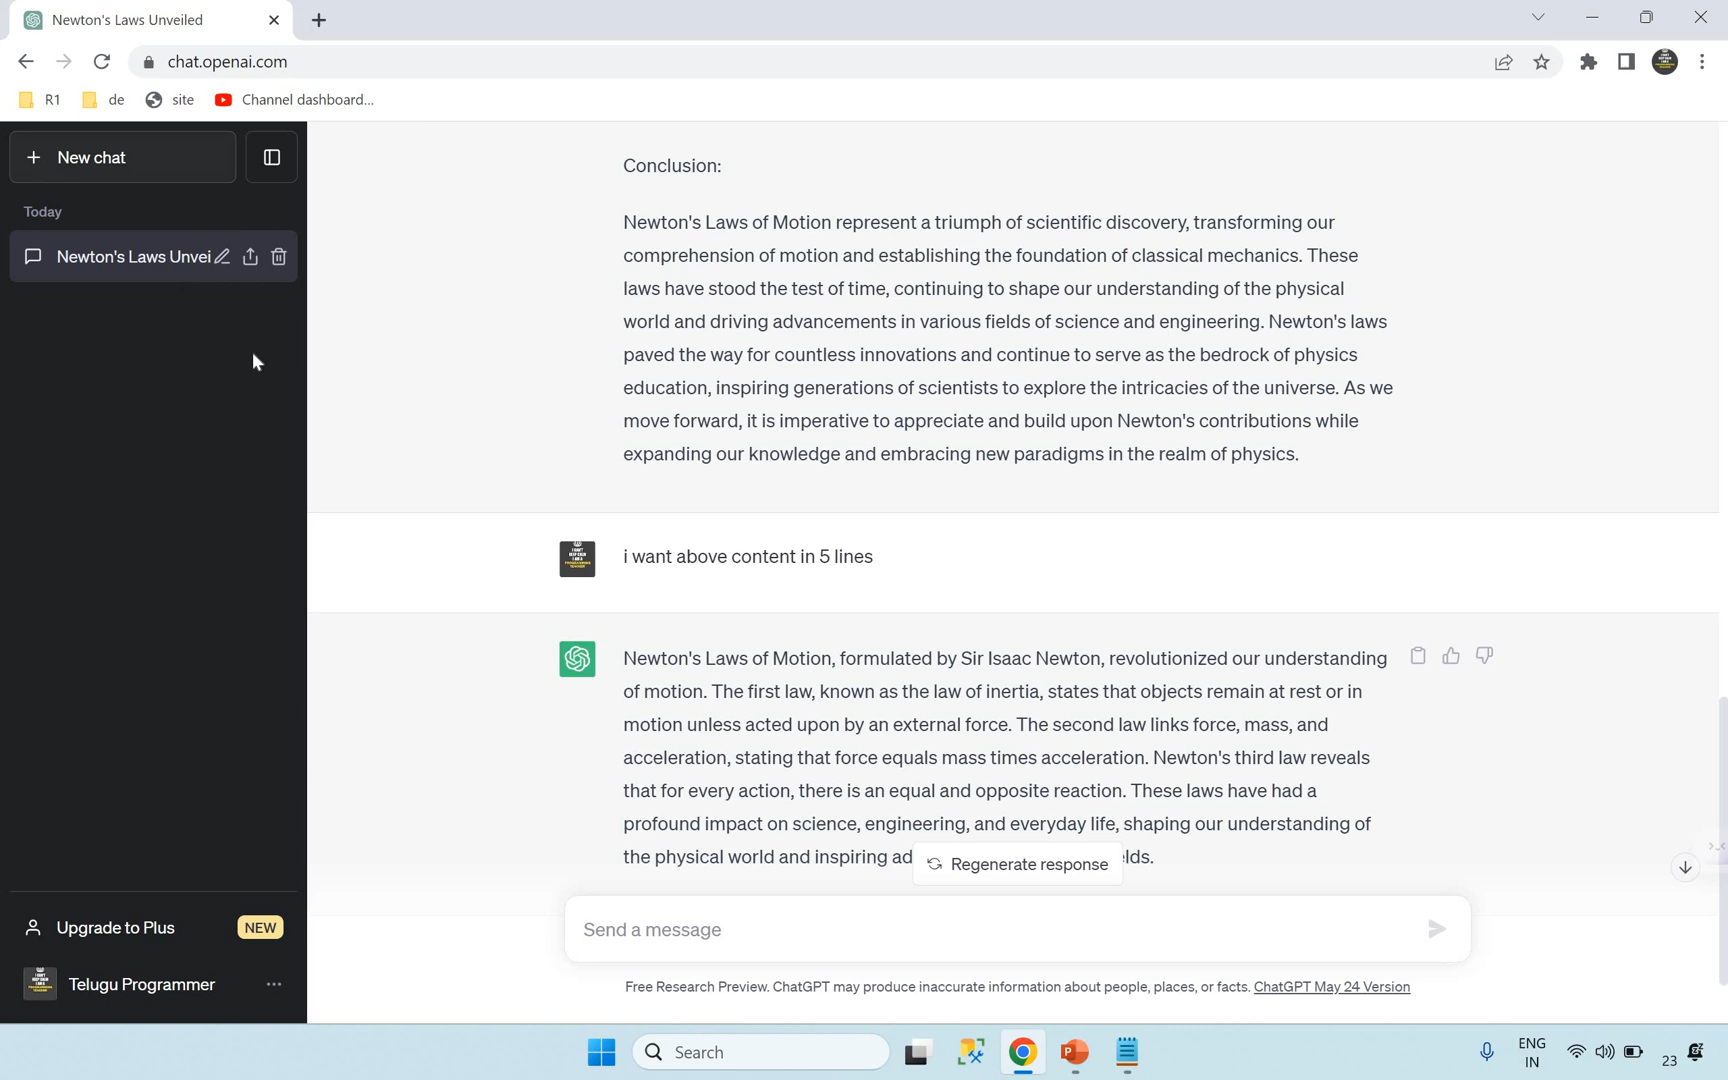 Newton's Laws Unveiled
chat.openai.com
R1 de site Channel dashboard...
New chat
Today
Newton's Laws Unvei
Conclusion:
Newton's Laws of Motion represent a triumph of scientific discovery, transforming our
comprehension of motion and establishing the foundation of classical mechanics. These
laws have stood the test of time, continuing to shape our understanding of the physical
world and driving advancements in various fields of science and engineering. Newton's laws
paved the way for countless innovations and continue to serve as the bedrock of physics
education, inspiring generations of scientists to explore the intricacies of the universe. As we
move forward, it is imperative to appreciate and build upon Newton's contributions while
expanding our knowledge and embracing new paradigms in the realm of physics.
i want above content in 5 lines
Newton's Laws of Motion, formulated by Sir Isaac Newton, revolutionized our understanding
of motion. The first law, known as the law of inertia, states that objects remain at rest or in
motion unless acted upon by an external force. The second law links force, mass, and
acceleration, stating that force equals mass times acceleration. Newton's third law reveals
that for every action, there is an equal and opposite reaction. These laws have had a
profound impact on science, engineering, and everyday life, shaping our understanding of
the physical world and inspiring ad elds.
Regenerate response
Send a message
Free Research Preview. ChatGPT may produce inaccurate information about people, places, or facts. ChatGPT May 24 Version
Upgrade to Plus NEW
Telugu Programmer
Search
ENG
IN
23